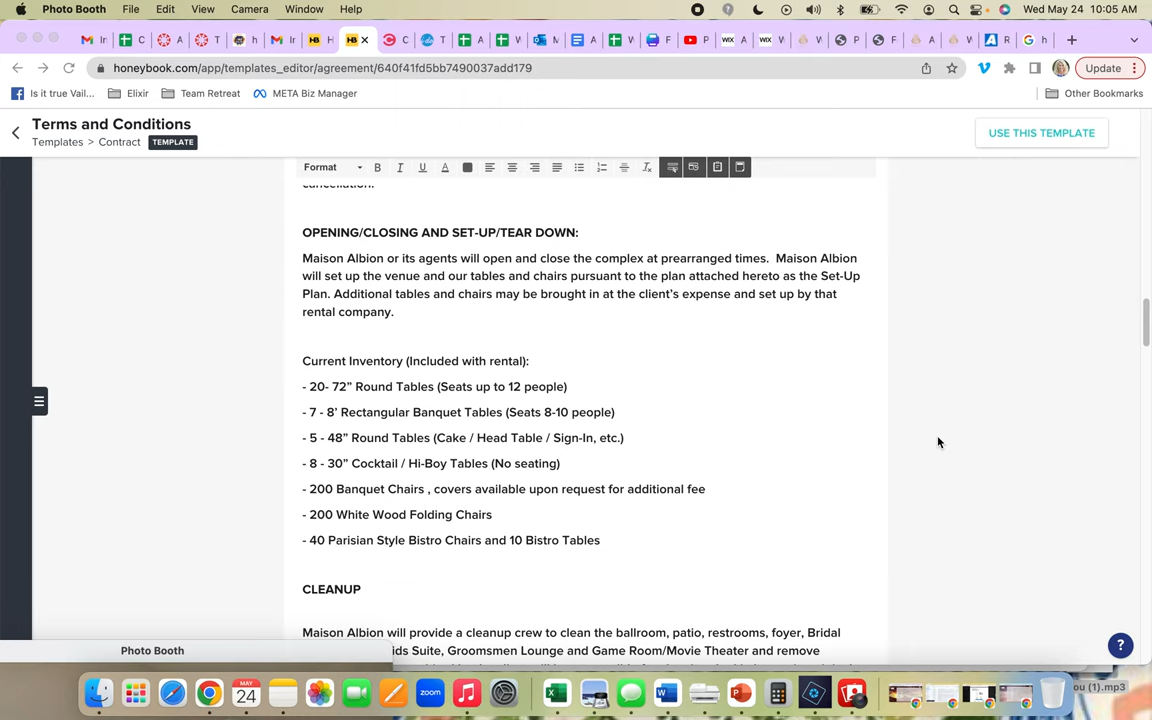 Photo Booth File Edit View Camera Window Help Wed May 24 10:05 AM
honeybook.com/app/templates_editor/agreement/640f41fd5bb7490037add179 Update
Is it true Vail... Elixir Team Retreat META Biz Manager Other Bookmarks
Terms and Conditions
Templates > Contract TEMPLATE
USE THIS TEMPLATE
Format B I U A
cancellation.
OPENING/CLOSING AND SET-UP/TEAR DOWN:
Maison Albion or its agents will open and close the complex at prearranged times. Maison Albion
will set up the venue and our tables and chairs pursuant to the plan attached hereto as the Set-Up
Plan. Additional tables and chairs may be brought in at the client's expense and set up by that
rental company.
Current Inventory (Included with rental):
- 20- 72” Round Tables (Seats up to 12 people)
- 7 - 8’ Rectangular Banquet Tables (Seats 8-10 people)
- 5 - 48” Round Tables (Cake / Head Table / Sign-In, etc.)
- 8 - 30” Cocktail / Hi-Boy Tables (No seating)
- 200 Banquet Chairs , covers available upon request for additional fee
- 200 White Wood Folding Chairs
- 40 Parisian Style Bistro Chairs and 10 Bistro Tables
CLEANUP
Maison Albion will provide a cleanup crew to clean the ballroom, patio, restrooms, foyer, Bridal
ids Suite, Groomsmen Lounge and Game Room/Movie Theater and remove
Photo Booth
MAY
24
zoom
ou (1).mp3